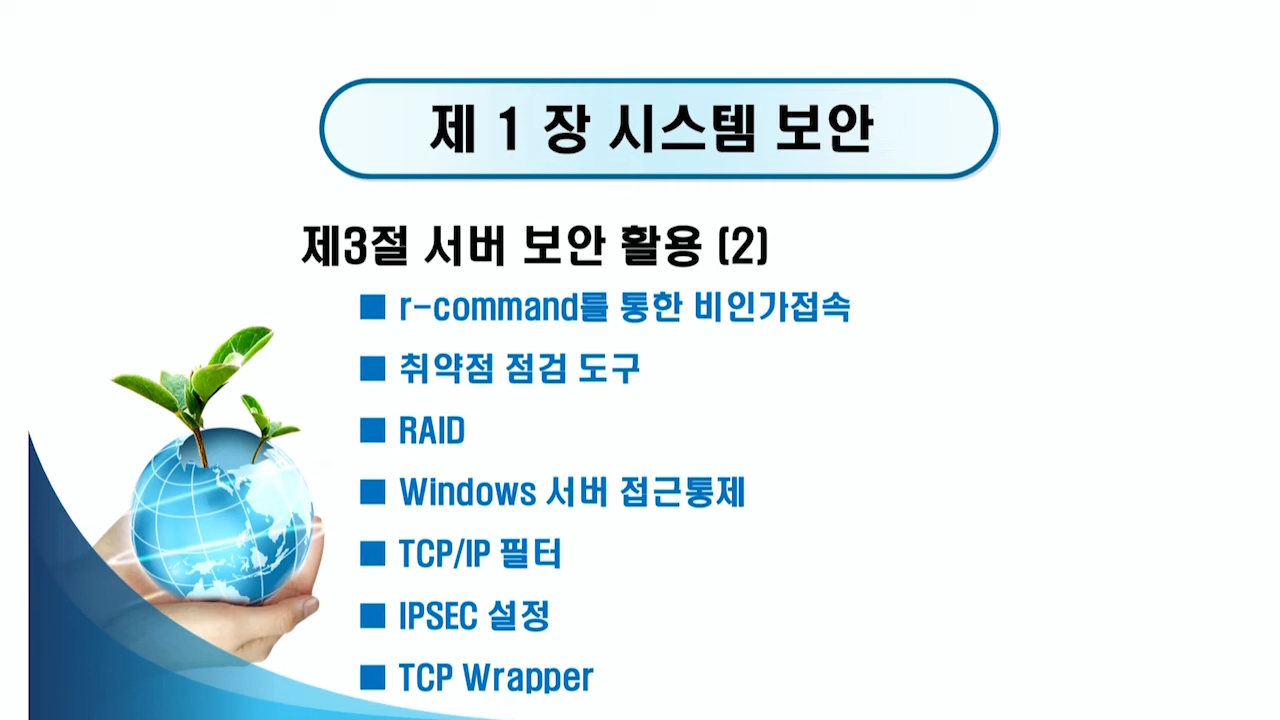 제 1 장 시스템 보안
제3절 서버 보안 활용 (2)
■ r-command를 통한 비인가접속
■ 취약점 점검 도구
■ RAID
■ Windows 서버 접근통제
■ TCP/IP 필터
■ IPSEC 설정
■ TCP Wrapper